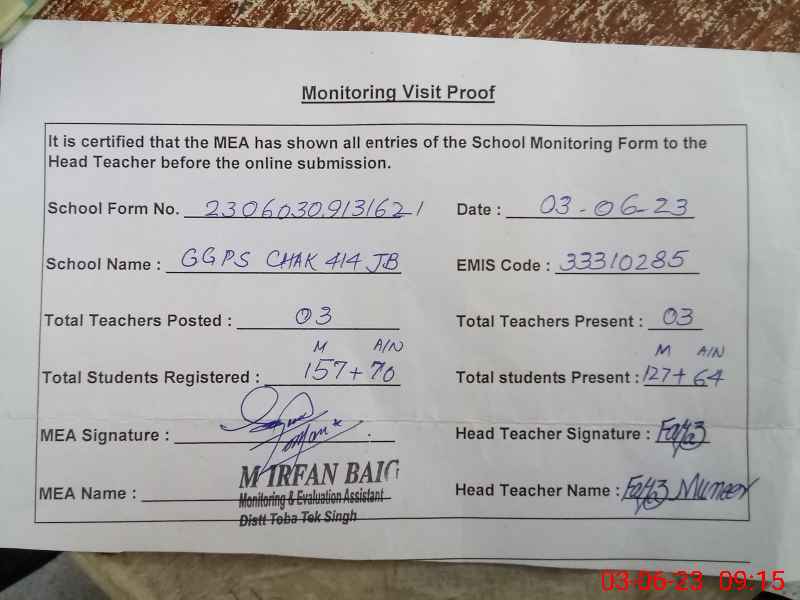 Monitoring Visit Proof
It is certified that the MEA has shown all entries of the School Monitoring Form to the
Head Teacher before the online submission.
School Form No. 23060309131621 Date : 03-06-23
School Name : GGPS CHAK 414 JB EMIS Code : 33310285
Total Teachers Posted : 03 Total Teachers Present : 03
M A/N M A/N
Total Students Registered : 157+70 Total students Present : 127+64
MEA Signature : Head Teacher Signature :
MEA Name : M IRFAN BAIG Head Teacher Name : Muneer
Monitoring & Evaluation Assistant
Distt Toba Tek Singh
03-06-23 09:15